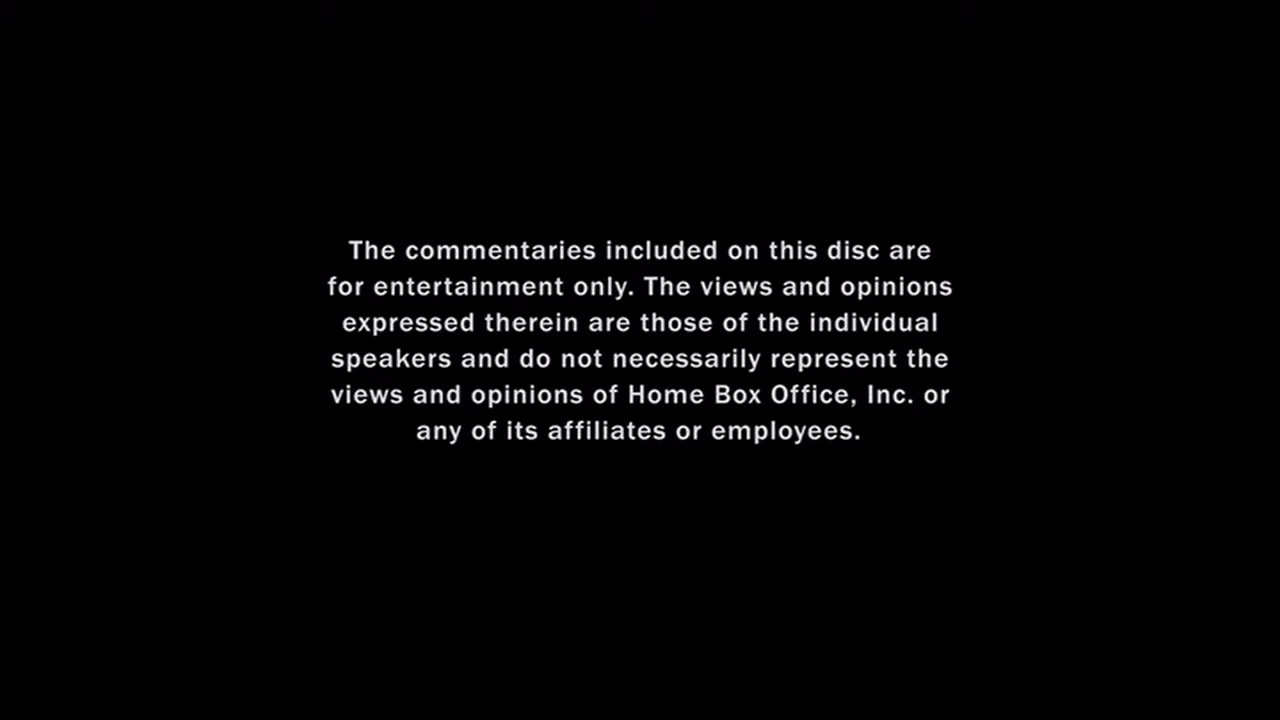 The commentaries included on this disc are
for entertainment only. The views and opinions
expressed therein are those of the individual
speakers and do not necessarily represent the
views and opinions of Home Box Office, Inc. or
any of its affiliates or employees.